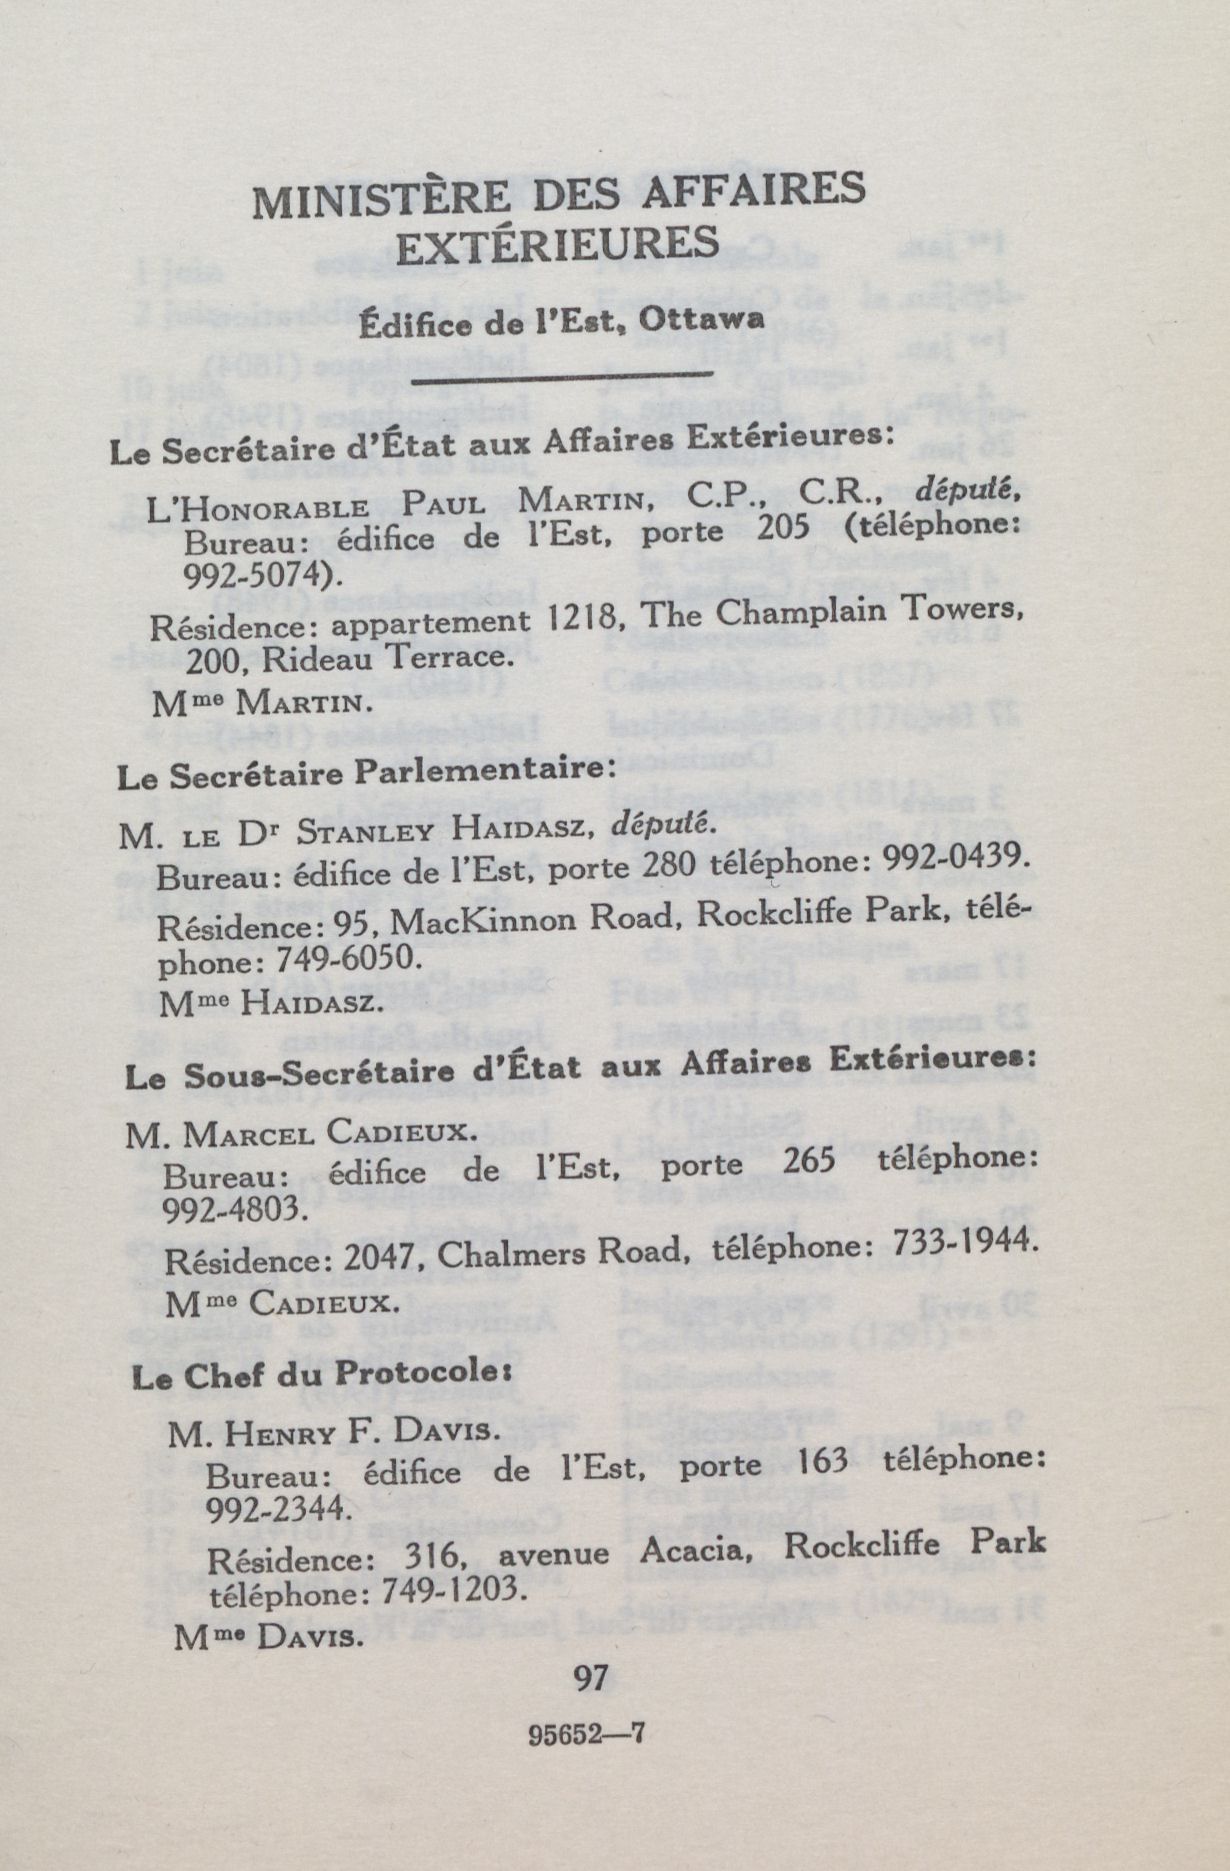 MINISTÈRE DES AFFAIRES
EXTÉRIEURES
Édifice de l'Est, Ottawa
Le Secrétaire d'État aux Affaires Extérieures:
L'HONORABLE PAUL MARTIN, C.P., C.R., député,
Bureau: édifice de l'Est, porte 205 (téléphone:
992-5074).
Résidence: appartement 1218, The Champlain Towers,
200, Rideau Terrace.
Mme MARTIN.
Le Secrétaire Parlementaire:
M. LE Dr STANLEY HAIDASZ, député.
Bureau: édifice de l'Est, porte 280 téléphone: 992-0439.
Résidence: 95, MacKinnon Road, Rockcliffe Park, télé-
phone: 749-6050.
Mme HAIDASZ.
Le Sous-Secrétaire d'État aux Affaires Extérieures:
M. MARCEL CADIEUX.
Bureau: édifice de l'Est, porte 265 téléphone:
992-4803.
Résidence: 2047, Chalmers Road, téléphone: 733-1944.
Mme CADIEUX.
Le Chef du Protocole:
M. HENRY F. DAVIS.
Bureau: édifice de l'Est, porte 163 téléphone:
992-2344.
Résidence: 316, avenue Acacia, Rockcliffe Park
téléphone: 749-1203.
Mme DAVIS.
97
95652—7